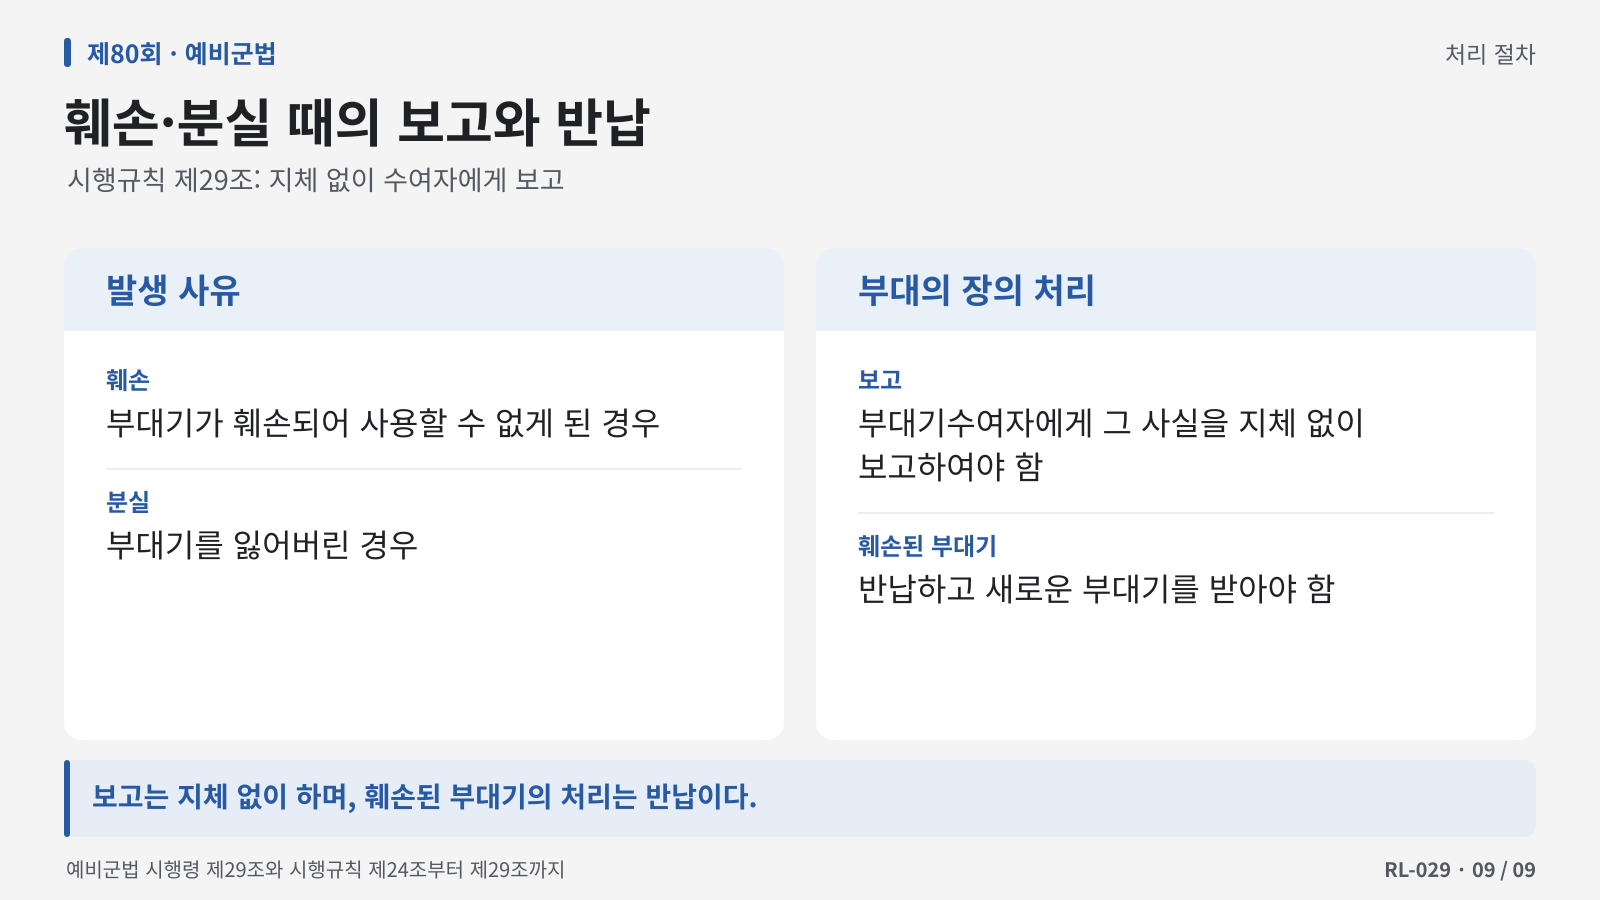 제80회 · 예비군법
처리 절차
훼손·분실 때의 보고와 반납
시행규칙 제29조: 지체 없이 수여자에게 보고
발생 사유
훼손
부대기가 훼손되어 사용할 수 없게 된 경우
분실
부대기를 잃어버린 경우
부대의 장의 처리
보고
부대기수여자에게 그 사실을 지체 없이
보고하여야 함
훼손된 부대기
반납하고 새로운 부대기를 받아야 함
보고는 지체 없이 하며, 훼손된 부대기의 처리는 반납이다.
예비군법 시행령 제29조와 시행규칙 제24조부터 제29조까지
RL-029 · 09 / 09